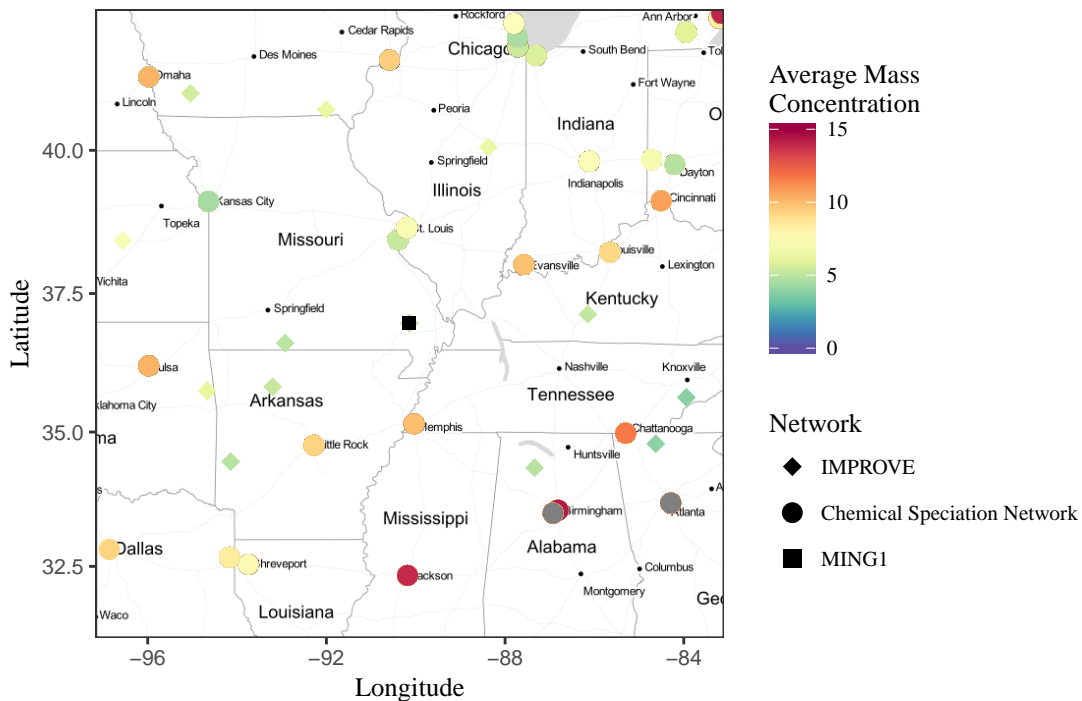 Rockford
Ann Arbor
Cedar Rapids
Chicago
Des Moines
South Bend
Tol
Omaha
Fort Wayne
Lincoln
Peoria
O
Indiana
40.0
Springfield
Dayton
Indianapolis
Illinois
Cincinnati
Kansas City
Topeka
St. Louis
Missouri
Louisville
Evansville
Lexington
Wichita
37.5
Kentucky
Springfield
Nashville
Knoxville
Tulsa
Tennessee
Arkansas
klahoma City
35.0
ma
Memphis
Chattanooga
Little Rock
Huntsville
s
A
Birmingham
Atlanta
Mississippi
Dallas
Alabama
32.5
Shreveport
Jackson
Columbus
Montgomery
Geo
Louisiana
Waco
−96
−92
−88
−84
Longitude
Latitude
Average Mass
Concentration
15
10
5
0
Network
IMPROVE
Chemical Speciation Network
MING1